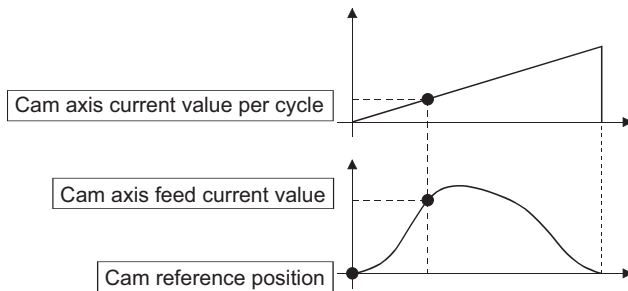 Cam axis current value per cycle
Cam axis feed current value
Cam reference position